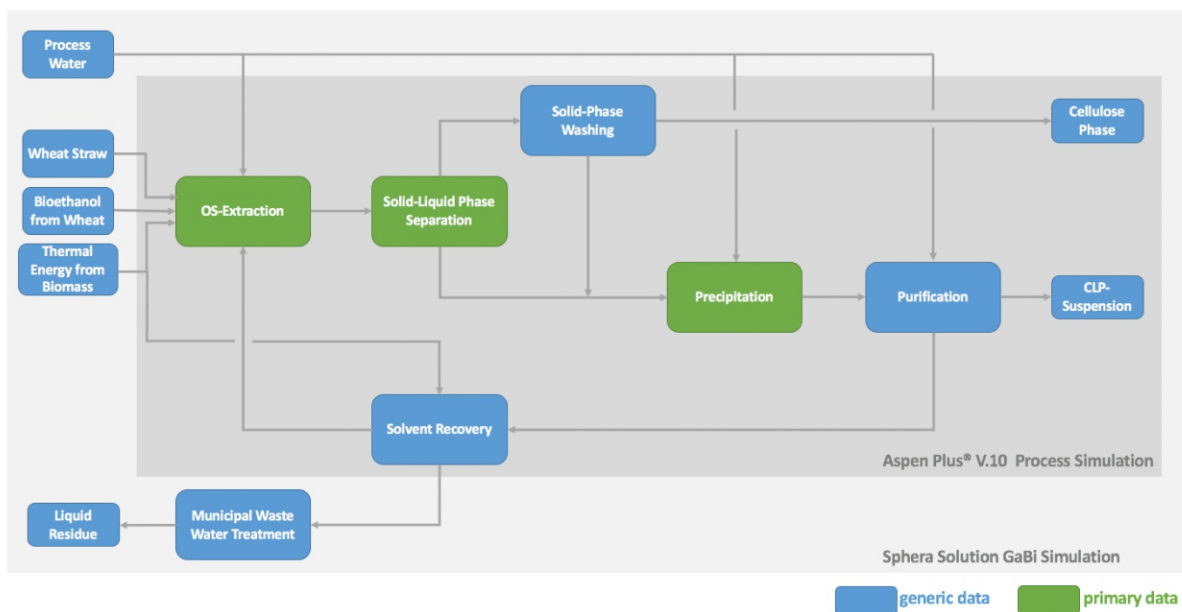 Process
Water
Solid-Phase
Washing
Cellulose
Phase
Wheat Straw
Bioethanol
from Wheat
OS-Extraction
Solid-Liquid Phase
Separation
Thermal
Energy from
Biomass
Precipitation
Purification
CLP-
Suspension
Solvent Recovery
Aspen Plus® V.10 Process Simulation
Liquid
Residue
Municipal Waste
Water Treatment
Sphera Solution GaBi Simulation
generic data
primary data